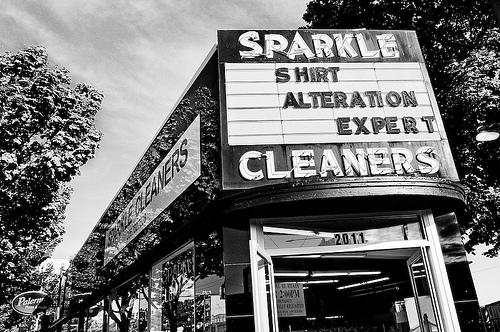 SPARKLE
SHIRT
ALTERATION
EXPERT
CLEANERS
CLEANERS
2011